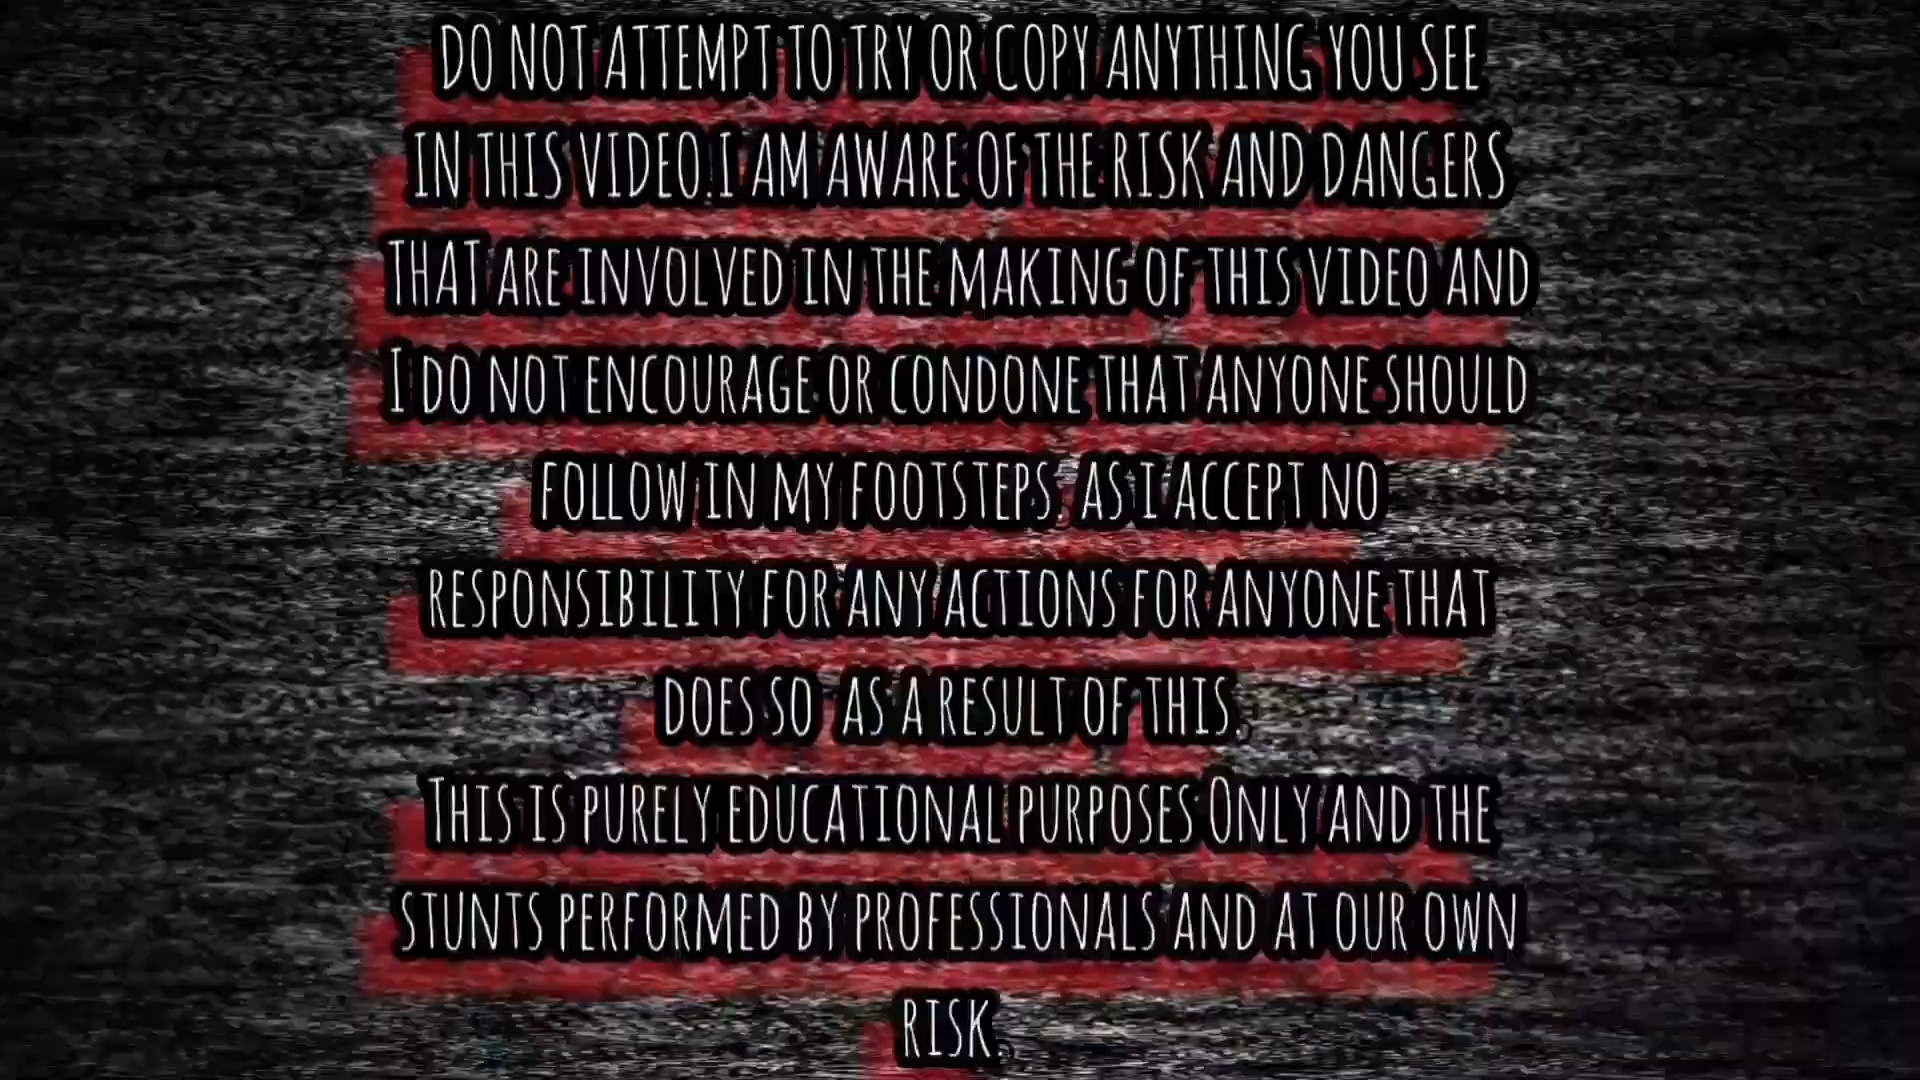 DO NOT ATTEMPT TO TRY OR COPY ANYTHING YOU SEE
IN THIS VIDEO.I AM AWARE OF THE RISK AND DANGERS
THAT ARE INVOLVED IN THE MAKING OF THIS VIDEO AND
I DO NOT ENCOURAGE OR CONDONE THAT ANYONE SHOULD
FOLLOW IN MY FOOTSTEPS. AS I ACCEPT NO
RESPONSIBILITY FOR ANY ACTIONS FOR ANYONE THAT
DOES SO AS A RESULT OF THIS.
THIS IS PURELY EDUCATIONAL PURPOSES ONLY AND THE
STUNTS PERFORMED BY PROFESSIONALS AND AT OUR OWN
RISK.